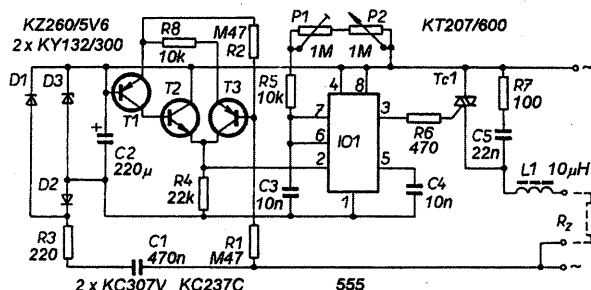 KZ260/5V6 R8 M47 P1 P2 KT207/600
2 x KY132/300 10k R2 1M 1M
D1 D3 T2 T3 R5 4 8 Tc1 R7
10k 100
T1 7 3
+ 6 IO1 R6 C5
C2 470 22n
220µ 2 5 L1 10µH
D2 R4 C3 C4
22k 10n 1 10n Rz
R3 C1 R1
220 470n M47
2 x KC307V KC237C 555
~
~